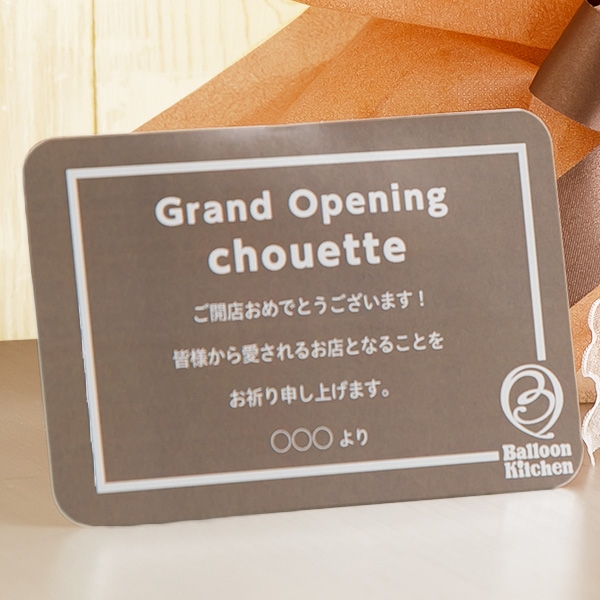 Grand Opening
chouette
ご開店おめでとうございます！
皆様から愛されるお店となることを
お祈り申し上げます。
〇〇〇 より
Balloon
Kitchen